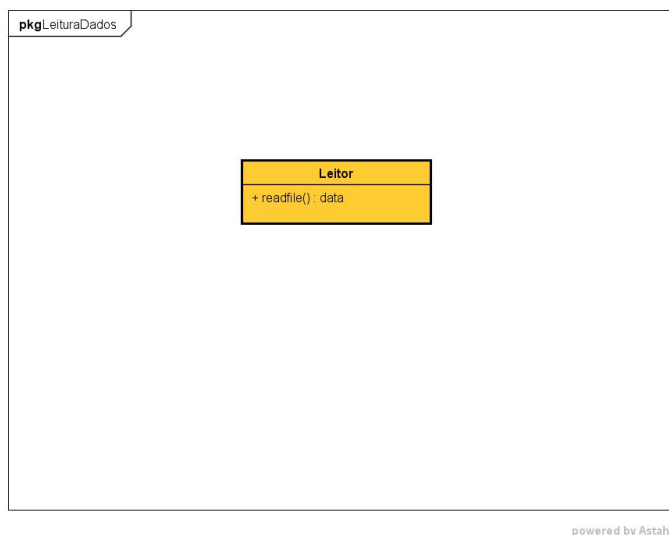 pkgLeituraDados
Leitor
+ readfile() : data
powered by Astah